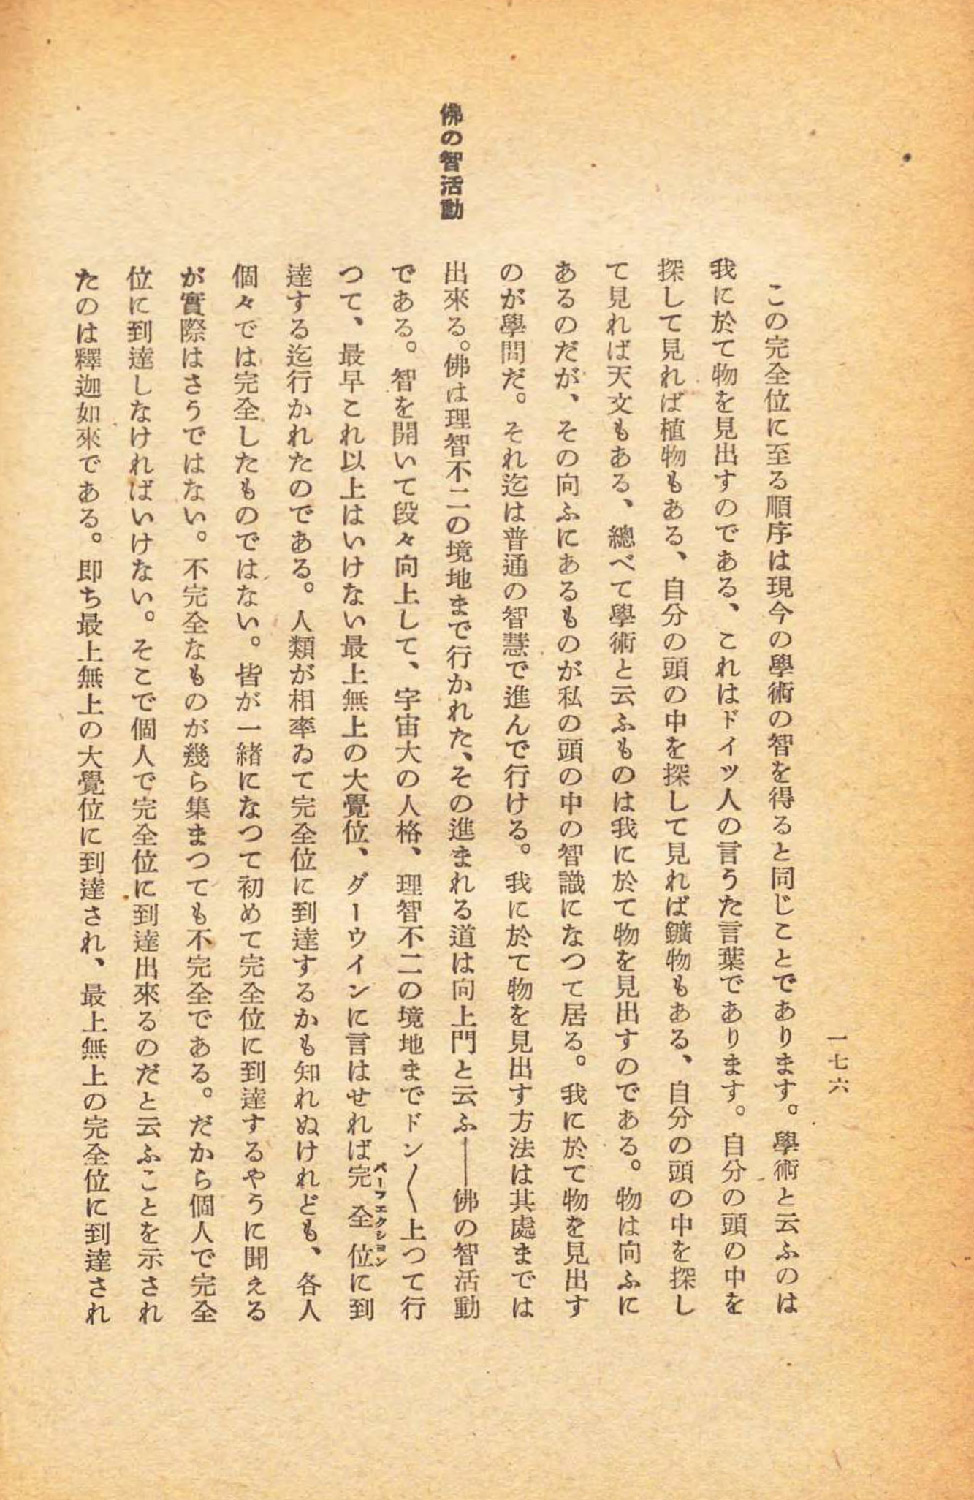 一七六
この完全位に至る順序は現今の學術の智を得ると同じことであります。學術と云ふのは
我に於て物を見出すのである、これはドイツ人の言うた言葉であります。自分の頭の中を
探して見れば植物もある、自分の頭の中を探して見れば鑛物もある、自分の頭の中を探し
て見れば天文もある、總べて學術と云ふものは我に於て物を見出すのである。物は向ふに
あるのだが、その向ふにあるものが私の頭の中の智識になつて居る。我に於て物を見出す
のが學問だ。それ迄は普通の智慧で進んで行ける。我に於て物を見出す方法は其處までは
佛の智活動
出來る。佛は理智不二の境地まで行かれた、その進まれる道は向上門と云ふ――佛の智活動
である。智を開いて段々向上して、宇宙大の人格、理智不二の境地までドン〱上つて行
つて、最早これ以上はいけない最上無上の大覺位、ダーウインに言はせれば完全位に到
パーフエクシヨン
達する迄行かれたのである。人類が相率ゐて完全位に到達するかも知れぬけれども、各人
個々では完全したものではない。皆が一緒になつて初めて完全位に到達するやうに聞える
が實際はさうではない。不完全なものが幾ら集まつても不完全である。だから個人で完全
位に到達しなければいけない。そこで個人で完全位に到達出來るのだと云ふことを示され
たのは釋迦如來である。即ち最上無上の大覺位に到達され、最上無上の完全位に到達され